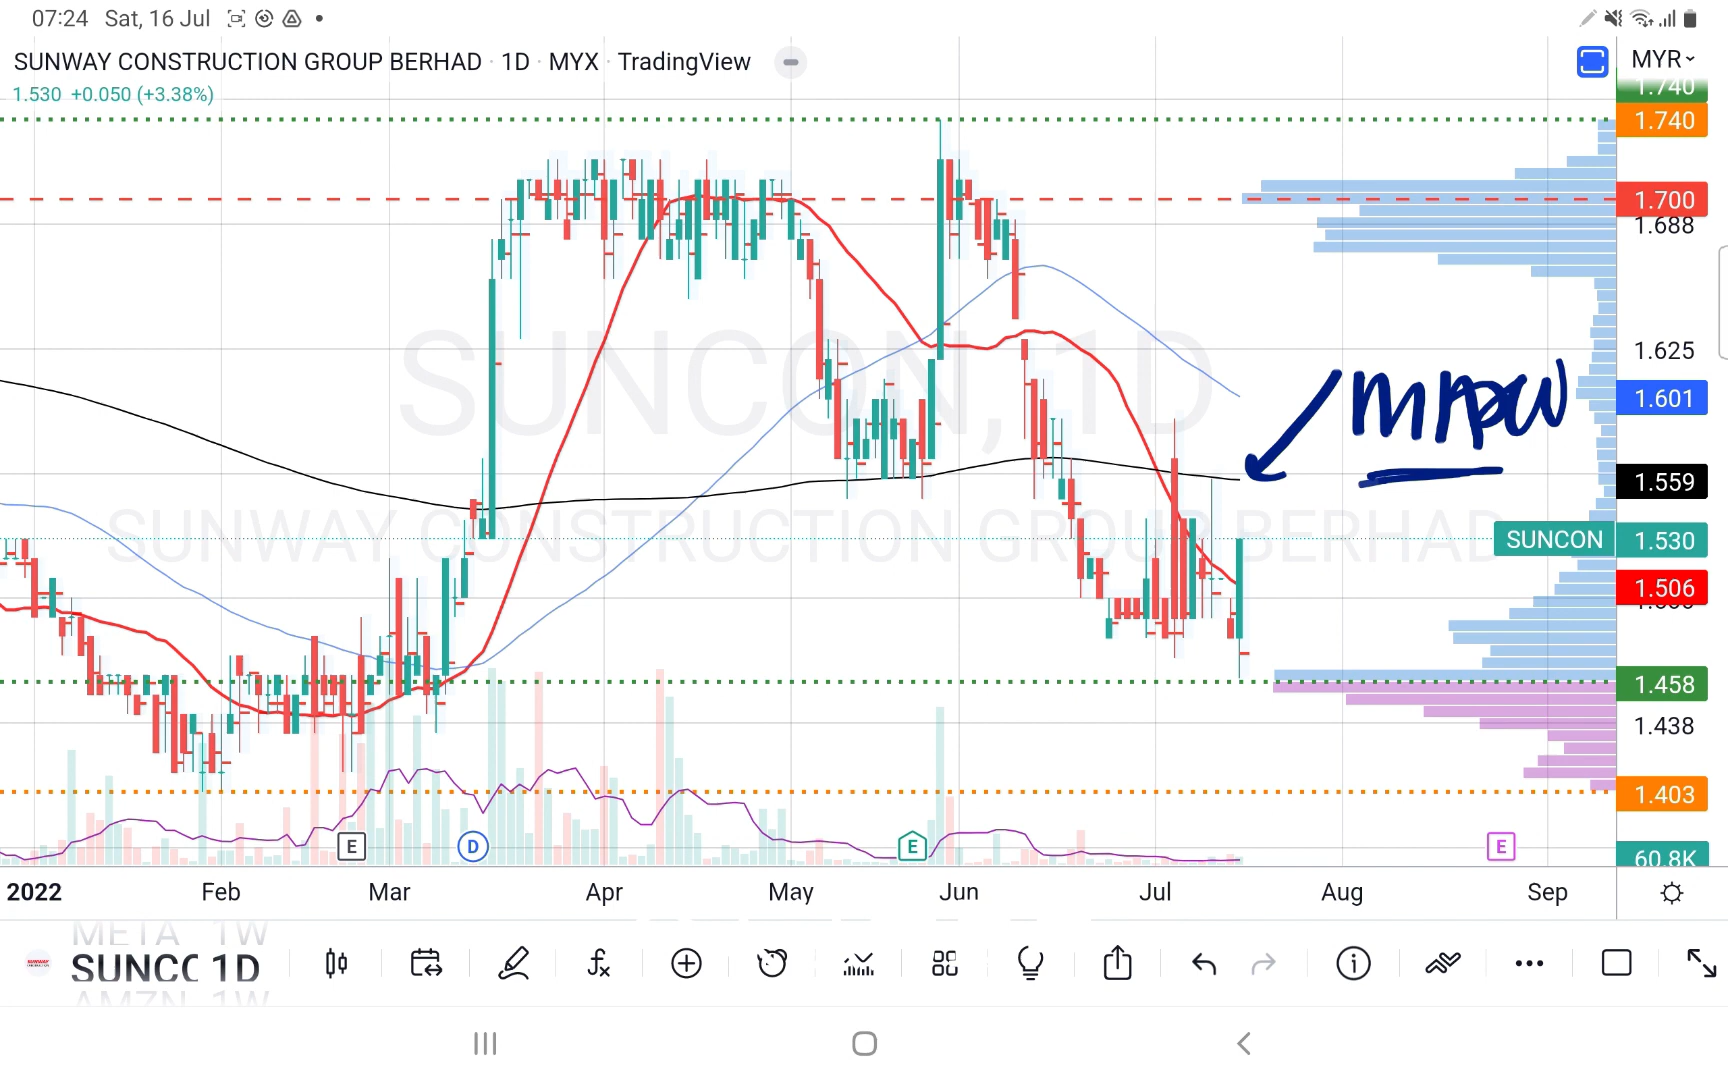 07:24 Sat, 16 Jul
SUNWAY CONSTRUCTION GROUP BERHAD · 1D · MYX · TradingView
MYR
1.530 +0.050 (+3.38%)
1.740
1.740
1.700
1.688
1.625
1.601
1.559
SUNCON 1.530
1.506
1.458
1.438
1.403
60.8K
SUNCON, 1D
SUNWAY CONSTRUCTION GROUP BERHAD
E D E E
2022 Feb Mar Apr May Jun Jul Aug Sep
META 1W
SUNCC 1D
AMZN 1W